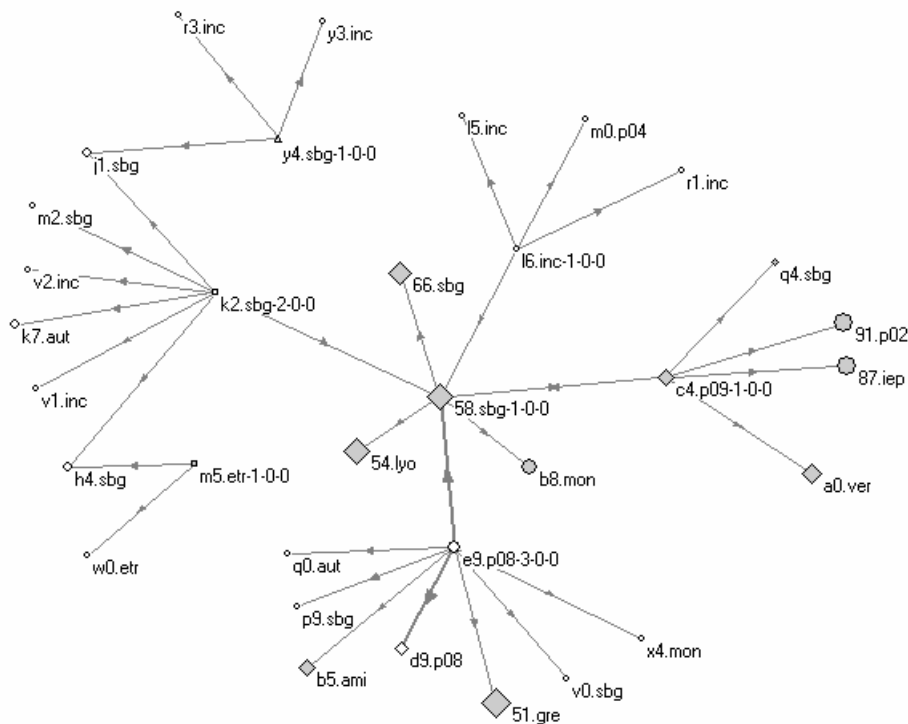 r3.inc
y3.inc
j1.sbg
y4.sbg-1-0-0
l5.inc
m0.p04
r1.inc
m2.sbg
v2.inc
k2.sbg-2-0-0
l6.inc-1-0-0
66.sbg
q4.sbg
k7.aut
91.p02
v1.inc
87.iep
c4.p09-1-0-0
58.sbg-1-0-0
54.lyo
b8.mon
a0.ver
h4.sbg
m5.etr-1-0-0
w0.etr
q0.aut
e9.p08-3-0-0
p9.sbg
b5.ami
d9.p08
x4.mon
v0.sbg
51.gre